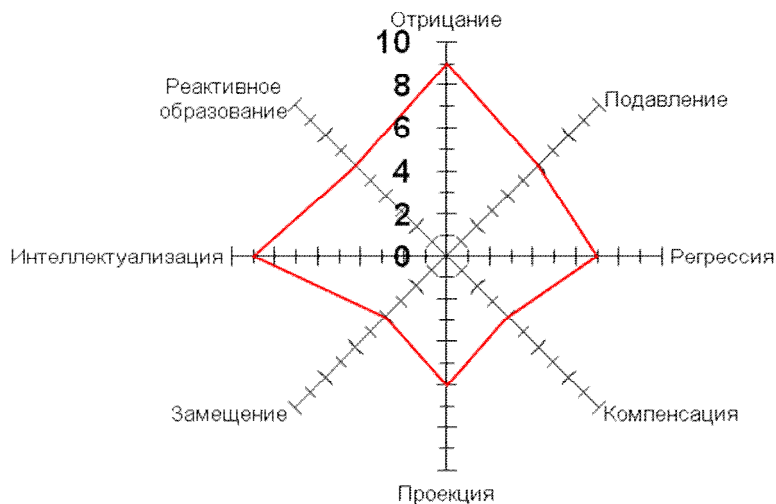 Отрицание
10
Реактивное
образование
8
Подавление
6
4
2
Интеллектуализация
0
Регрессия
Замещение
Компенсация
Проекция